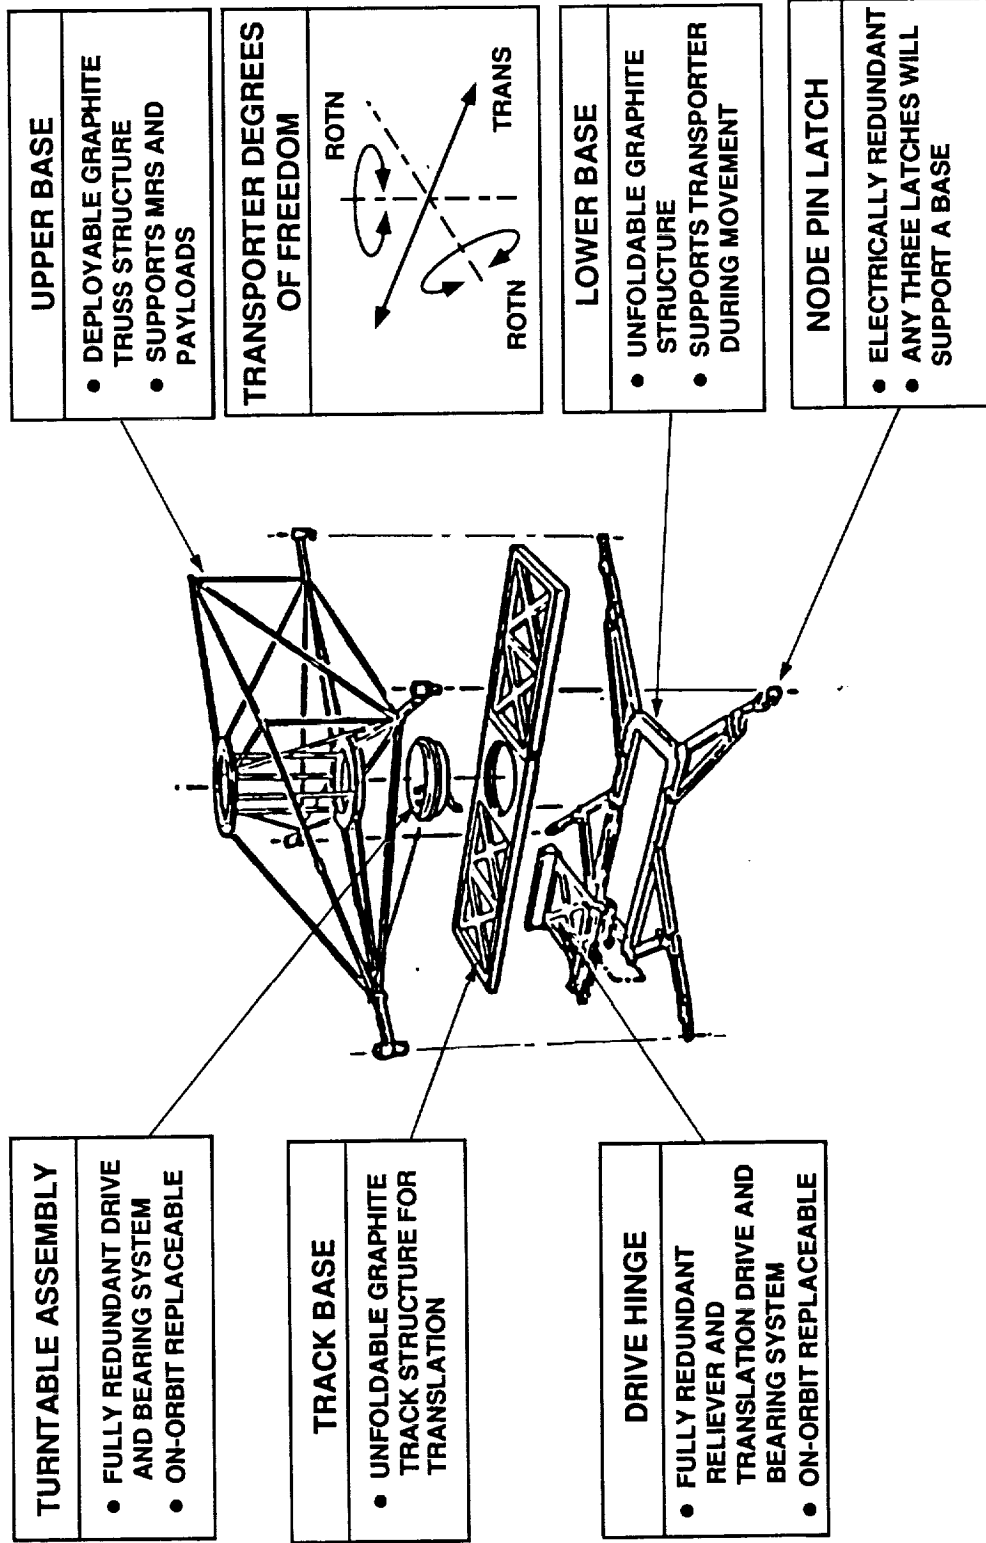 TURNTABLE ASSEMBLY
• FULLY REDUNDANT DRIVE
AND BEARING SYSTEM
• ON-ORBIT REPLACEABLE
TRACK BASE
• UNFOLDABLE GRAPHITE
TRACK STRUCTURE FOR
TRANSLATION
DRIVE HINGE
• FULLY REDUNDANT
RELIEVER AND
TRANSLATION DRIVE AND
BEARING SYSTEM
• ON-ORBIT REPLACEABLE
UPPER BASE
• DEPLOYABLE GRAPHITE
TRUSS STRUCTURE
• SUPPORTS MRS AND
PAYLOADS
TRANSPORTER DEGREES
OF FREEDOM
ROTN
TRANS
ROTN
LOWER BASE
• UNFOLDABLE GRAPHITE
STRUCTURE
• SUPPORTS TRANSPORTER
DURING MOVEMENT
NODE PIN LATCH
• ELECTRICALLY REDUNDANT
• ANY THREE LATCHES WILL
SUPPORT A BASE